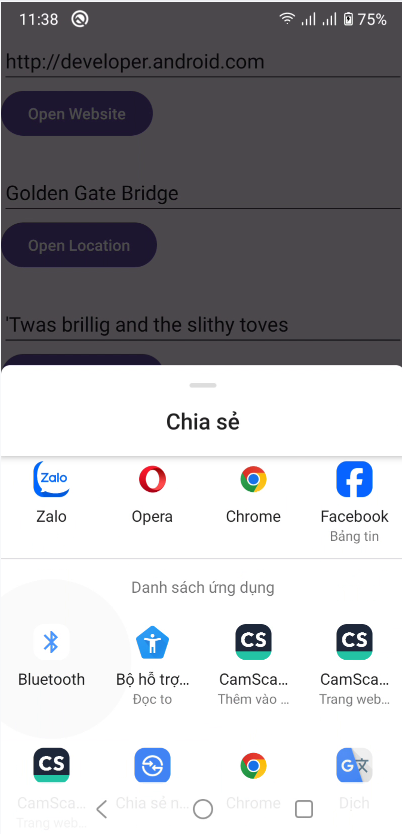 11:38 75%
http://developer.android.com
Open Website
Golden Gate Bridge
Open Location
'Twas brillig and the slithy toves
Chia sẻ
Zalo
Zalo Opera Chrome Facebook
Bảng tin
Danh sách ứng dụng
Bluetooth Bộ hỗ trợ... CamSca... CamSca...
Đọc to Thêm vào ... Trang web...
CS CS
CS
CamSca... Chia sẻ n... Chrome Dịch
Trang web...